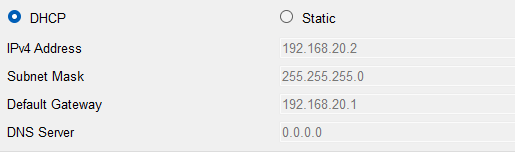 DHCP Static
IPv4 Address 192.168.20.2
Subnet Mask 255.255.255.0
Default Gateway 192.168.20.1
DNS Server 0.0.0.0